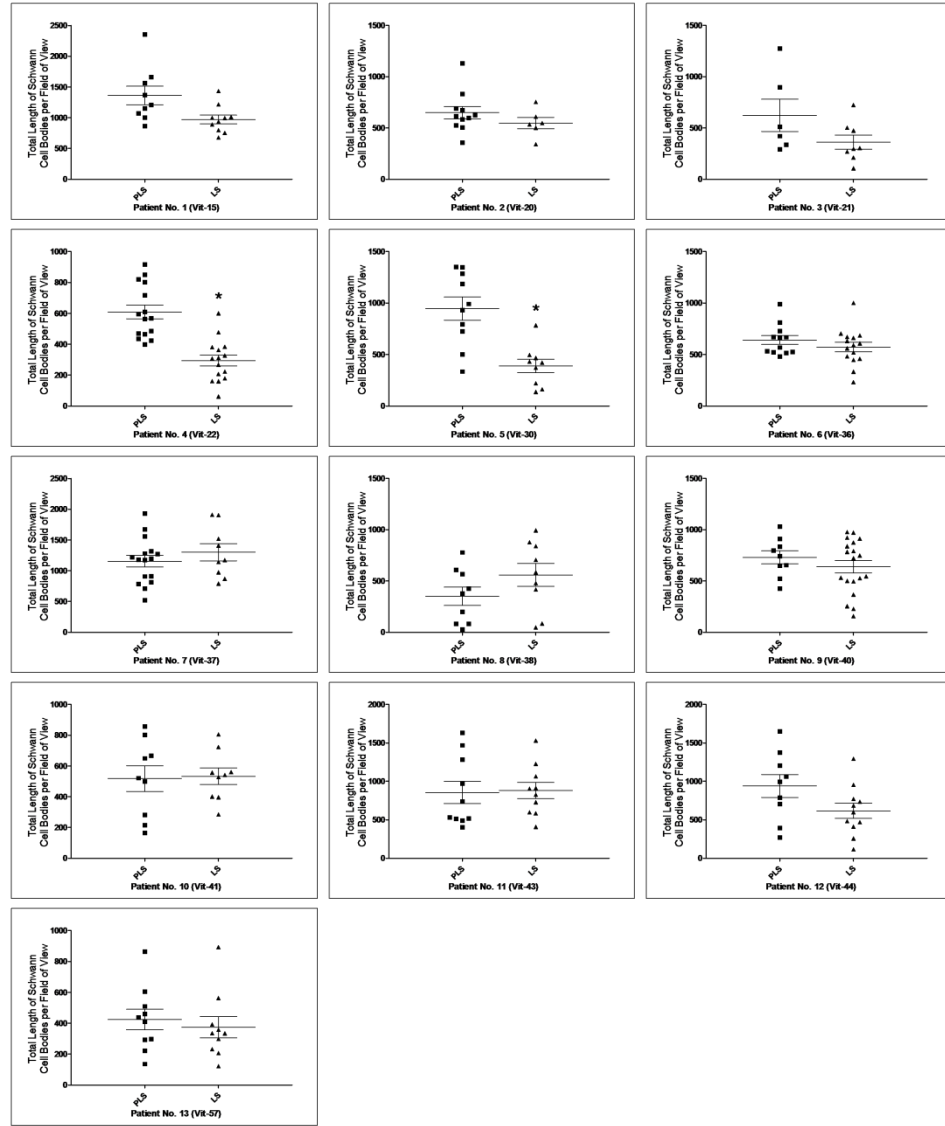 Total Length of Schwann
Cell Bodies per Field of View
2500
2000
1500
1000
500
0
PLS
LS
Patient No. 1 (Vit-15)
Total Length of Schwann
Cell Bodies per Field of View
1500
1000
500
0
PLS
LS
Patient No. 2 (Vit-20)
Total Length of Schwann
Cell Bodies per Field of View
1500
1000
500
0
PLS
LS
Patient No. 3 (Vit-21)
Total Length of Schwann
Cell Bodies per Field of View
1000
800
600
400
200
0
*
PLS
LS
Patient No. 4 (Vit-22)
Total Length of Schwann
Cell Bodies per Field of View
1500
1000
500
0
*
PLS
LS
Patient No. 5 (Vit-30)
Total Length of Schwann
Cell Bodies per Field of View
1500
1000
500
0
PLS
LS
Patient No. 6 (Vit-36)
Total Length of Schwann
Cell Bodies per Field of View
2500
2000
1500
1000
500
0
PLS
LS
Patient No. 7 (Vit-37)
Total Length of Schwann
Cell Bodies per Field of View
1500
1000
500
0
PLS
LS
Patient No. 8 (Vit-38)
Total Length of Schwann
Cell Bodies per Field of View
1500
1000
500
0
PLS
LS
Patient No. 9 (Vit-40)
Total Length of Schwann
Cell Bodies per Field of View
1000
800
600
400
200
0
PLS
LS
Patient No. 10 (Vit-41)
Total Length of Schwann
Cell Bodies per Field of View
2000
1500
1000
500
0
PLS
LS
Patient No. 11 (Vit-43)
Total Length of Schwann
Cell Bodies per Field of View
2000
1500
1000
500
0
PLS
LS
Patient No. 12 (Vit-44)
Total Length of Schwann
Cell Bodies per Field of View
1000
800
600
400
200
0
PLS
LS
Patient No. 13 (Vit-57)